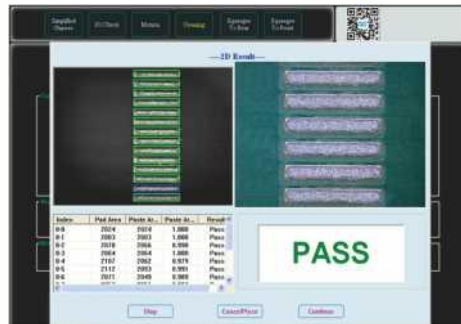 Simplified
Chinese
2D Check
Motion
Cleaning
Squeegee
To Rear
Squeegee
To Front
----2D Result----
Index Pad Area Paste Ar... Paste Ar... Result
0-0 2024 2024 1.000 Pass
0-1 2003 2003 1.000 Pass
0-2 2070 2066 0.998 Pass
0-3 2064 2064 1.000 Pass
0-4 2107 2062 0.979 Pass
0-5 2112 2093 0.991 Pass
0-6 2071 2049 0.989 Pass
PASS
Stop
Cancel/Pause
Continue